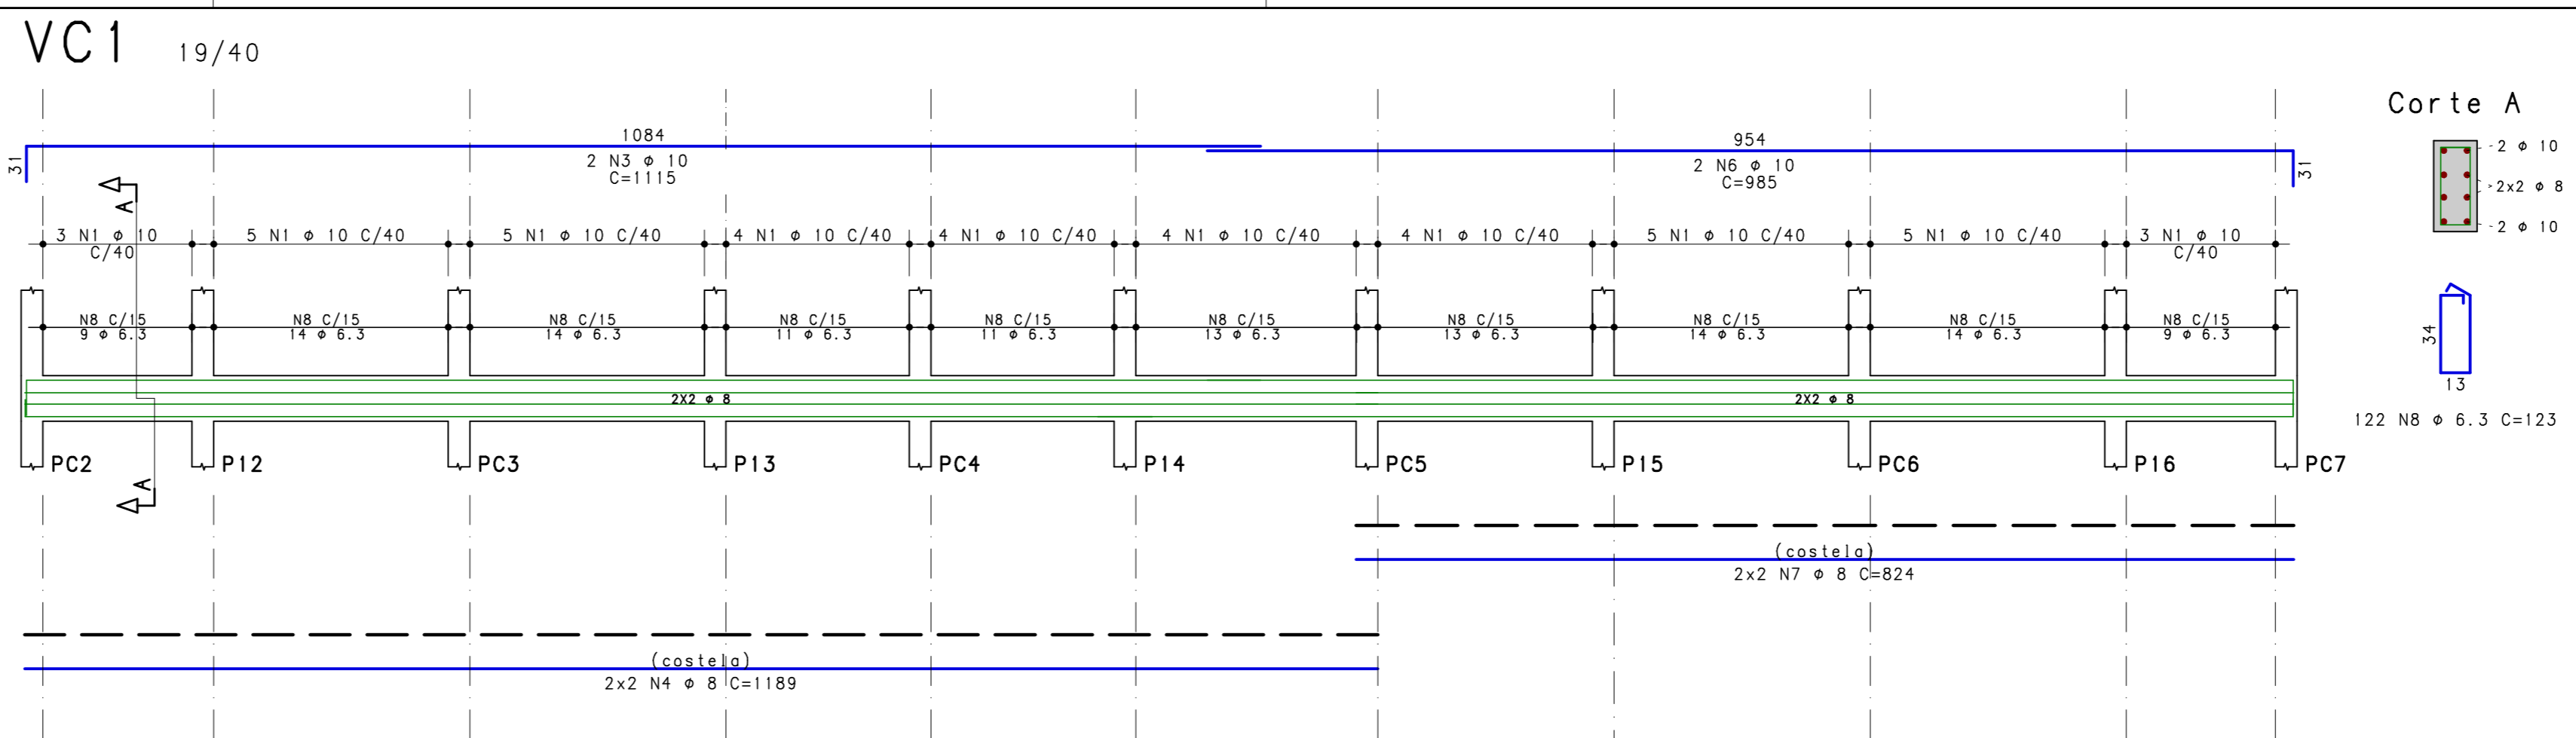 VC1 19/40
Corte A
1084
2 N3 ϕ 10
C=1115
31
954
2 N6 ϕ 10
C=985
31
2 ϕ 10
2x2 ϕ 8
2 ϕ 10
A
3 N1 ϕ 10
C/40
5 N1 ϕ 10 C/40
5 N1 ϕ 10 C/40
4 N1 ϕ 10 C/40
4 N1 ϕ 10 C/40
4 N1 ϕ 10 C/40
4 N1 ϕ 10 C/40
5 N1 ϕ 10 C/40
5 N1 ϕ 10 C/40
3 N1 ϕ 10
C/40
N8 C/15
9 ϕ 6.3
N8 C/15
14 ϕ 6.3
N8 C/15
14 ϕ 6.3
N8 C/15
11 ϕ 6.3
N8 C/15
11 ϕ 6.3
N8 C/15
13 ϕ 6.3
N8 C/15
13 ϕ 6.3
N8 C/15
14 ϕ 6.3
N8 C/15
14 ϕ 6.3
N8 C/15
9 ϕ 6.3
34
13
122 N8 ϕ 6.3 C=123
2X2 ϕ 8
2X2 ϕ 8
PC2
P12
PC3
P13
PC4
P14
PC5
P15
PC6
P16
PC7
A
(costela)
2x2 N7 ϕ 8 C=824
(costela)
2x2 N4 ϕ 8 C=1189